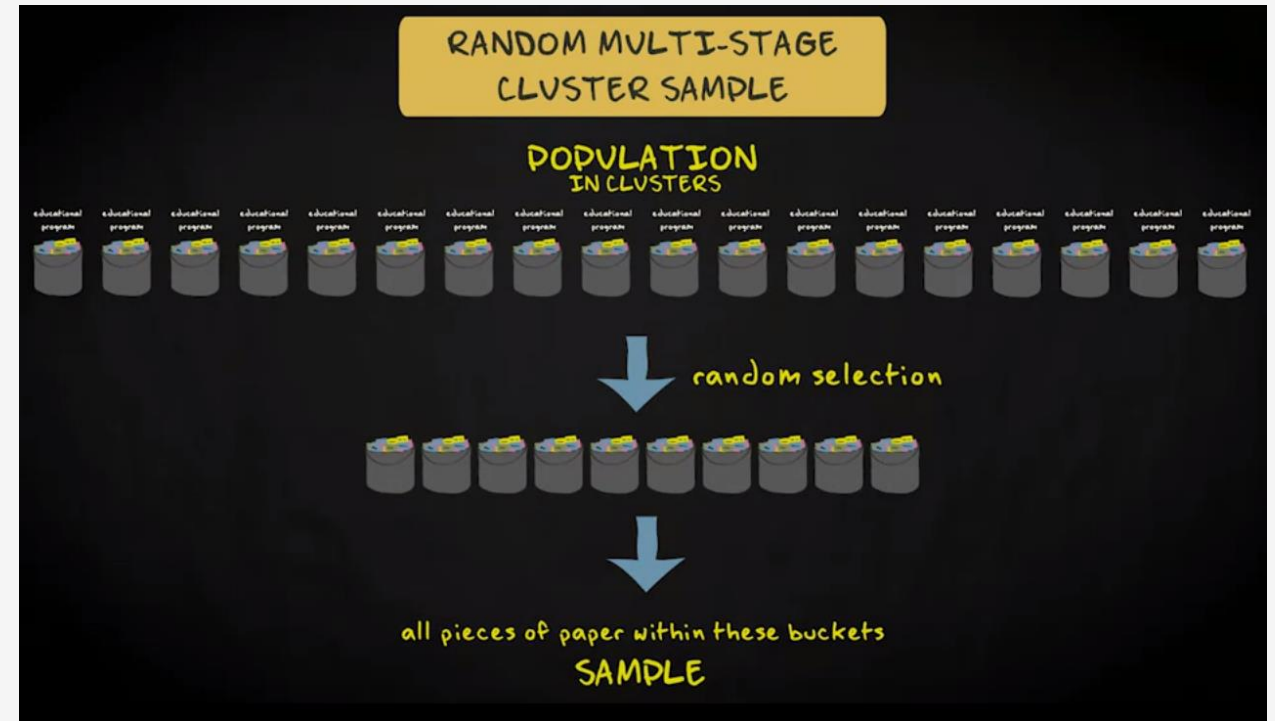 RANDOM MULTI-STAGE
CLUSTER SAMPLE
POPULATION
IN CLUSTERS
educational educational educational educational educational educational educational educational educational educational educational educational educational educational educational educational educational educational
program program program program program program program program program program program program program program program program program program
random selection
all pieces of paper within these buckets
SAMPLE